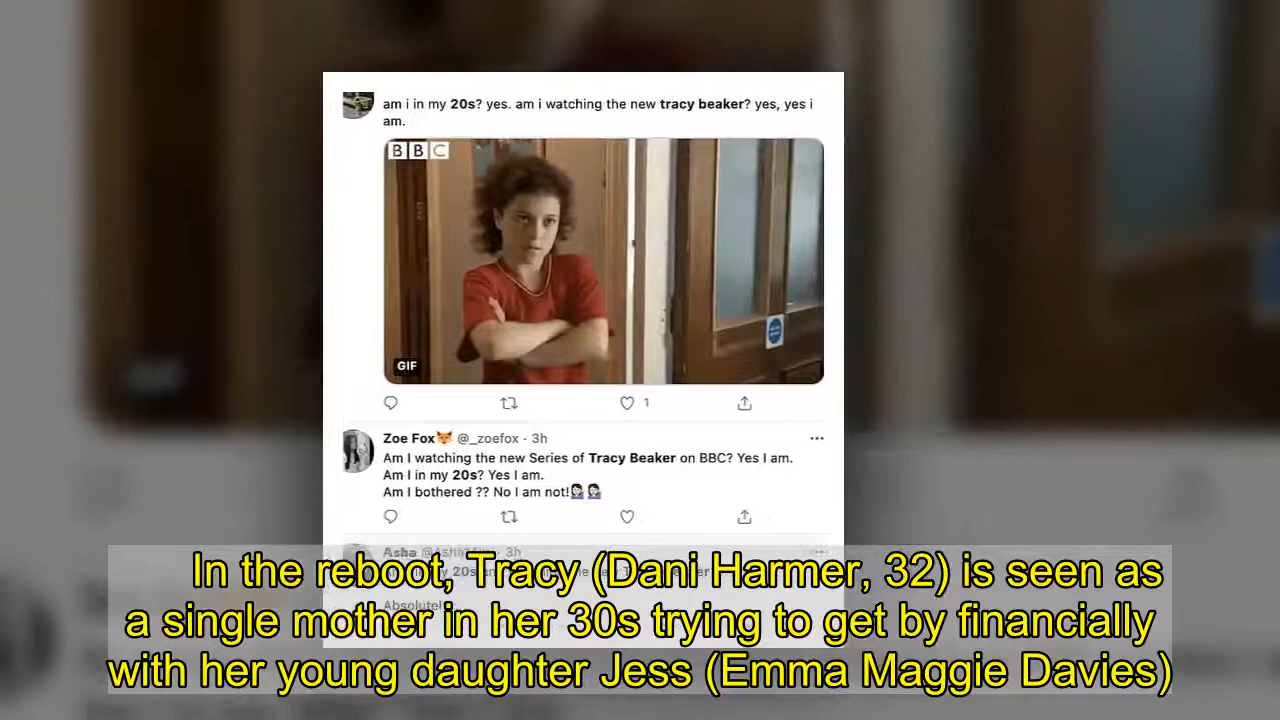 am i in my 20s? yes. am i watching the new tracy beaker? yes, yes i
am.
BBC
GIF
1
Zoe Fox🦊 @_zoefox · 3h
Am I watching the new Series of Tracy Beaker on BBC? Yes I am.
Am I in my 20s? Yes I am.
Am I bothered ?? No I am not!💁🏻‍♀️💁🏻‍♀️
Asha 3h
In the reboot, Tracy (Dani Harmer, 32) is seen as
a single mother in her 30s trying to get by financially
with her young daughter Jess (Emma Maggie Davies)